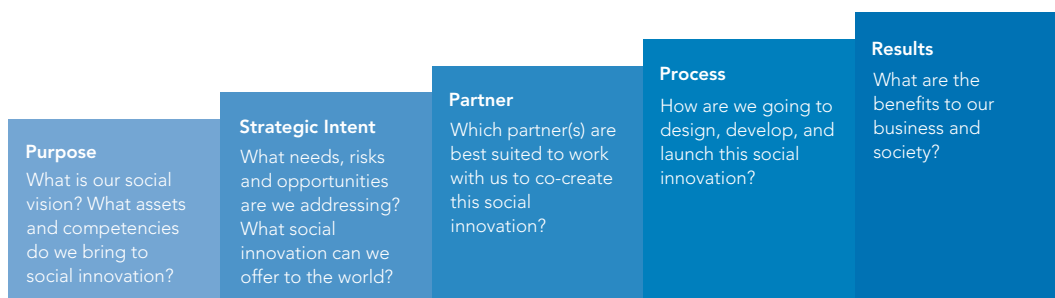 Purpose
What is our social
vision? What assets
and competencies
do we bring to
social innovation?
Strategic Intent
What needs, risks
and opportunities
are we addressing?
What social
innovation can we
offer to the world?
Partner
Which partner(s) are
best suited to work
with us to co-create
this social
innovation?
Process
How are we going to
design, develop, and
launch this social
innovation?
Results
What are the
benefits to our
business and
society?